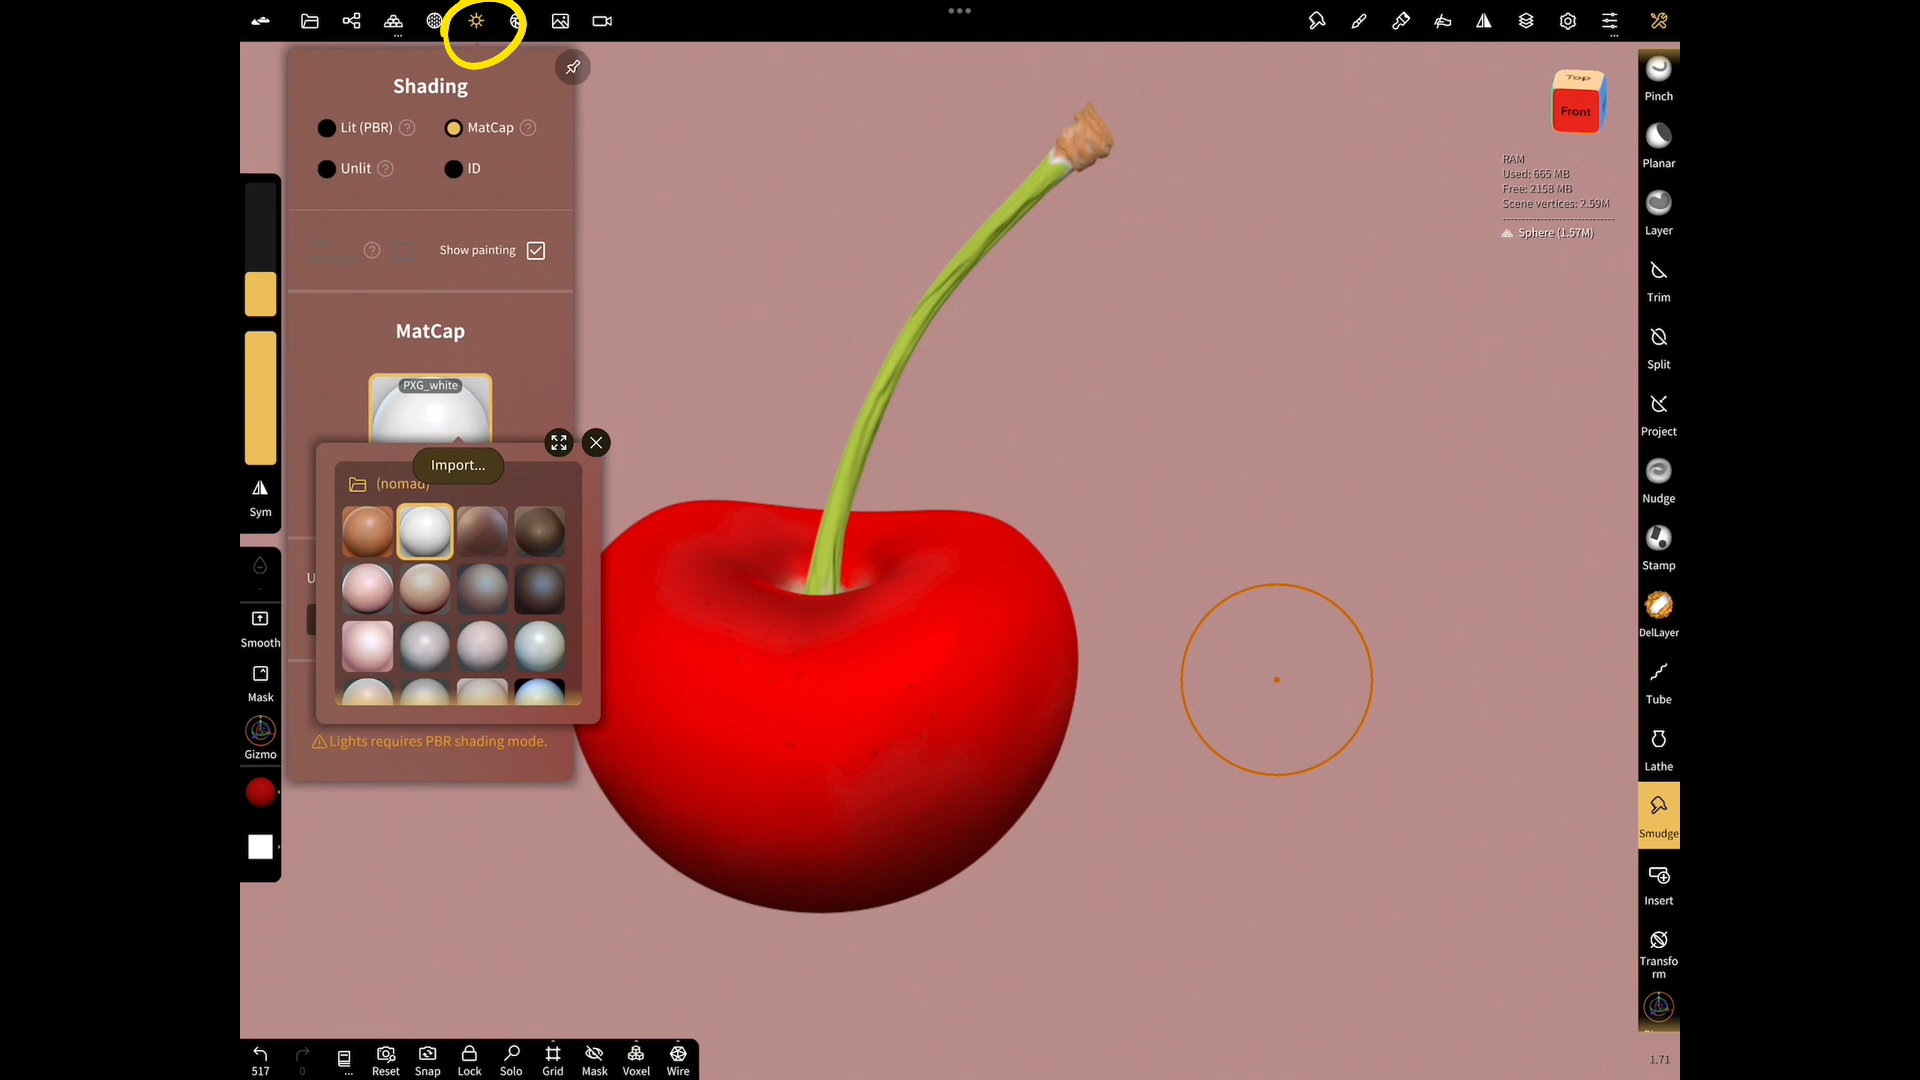 Shading
Lit (PBR) ?
MatCap ?
Unlit ?
ID
?
Show painting
MatCap
PXG_white
Import...
(nomad)
U
Lights requires PBR shading mode.
Sym
Smooth
Mask
Gizmo
Top
Front
RAM
Used: 665 MB
Free: 2158 MB
Scene vertices: 2.59M
--------------------------
Sphere (1.57M)
Pinch
Planar
Layer
Trim
Split
Project
Nudge
Stamp
DelLayer
Tube
Lathe
Smudge
Insert
Transfo
rm
1.71
517
0
...
Reset
Snap
Lock
Solo
Grid
Mask
Voxel
Wire